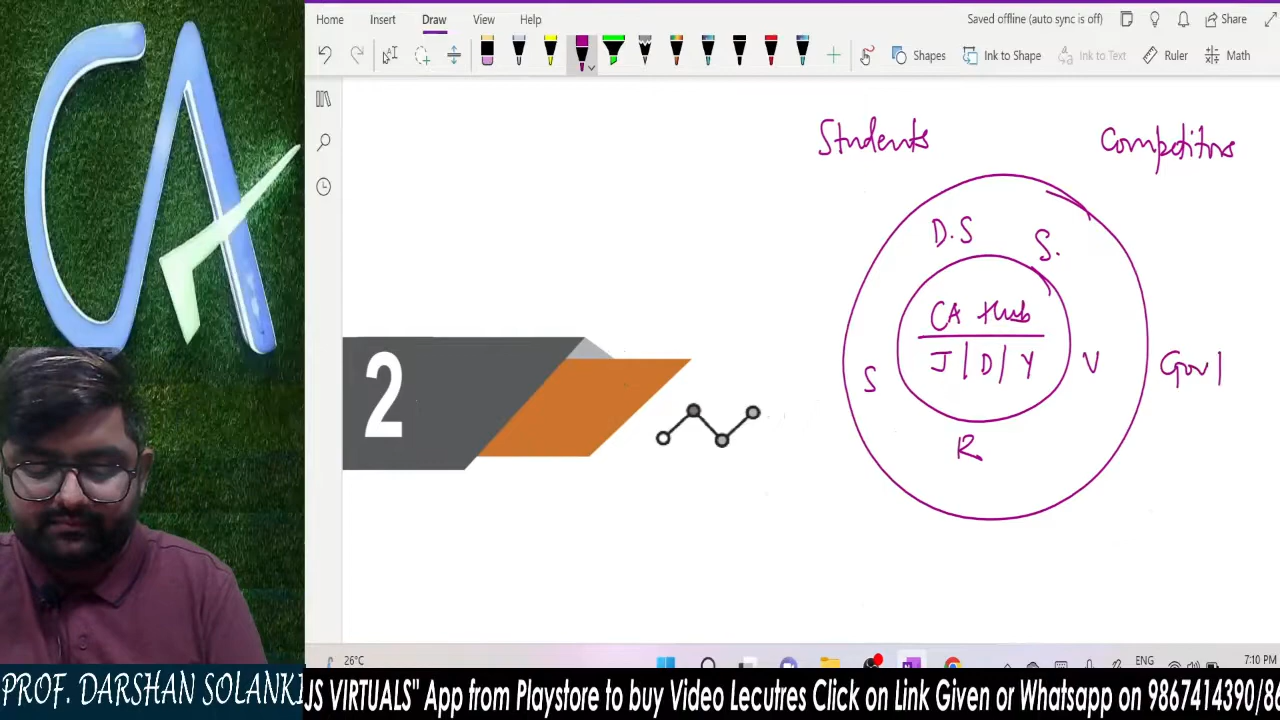 Home Insert Draw View Help
Saved offline (auto sync is off) Share
Shapes Ink to Shape Ink to Text Ruler Math
CA
Students Competitors
D.S S.
CA Hub
J | D | Y
S V Gov
R
2
26°C ENG 7:10 PM
PROF. DARSHAN SOLANKI
JS VIRTUALS" App from Playstore to buy Video Lecutres Click on Link Given or Whatsapp on 9867414390/86